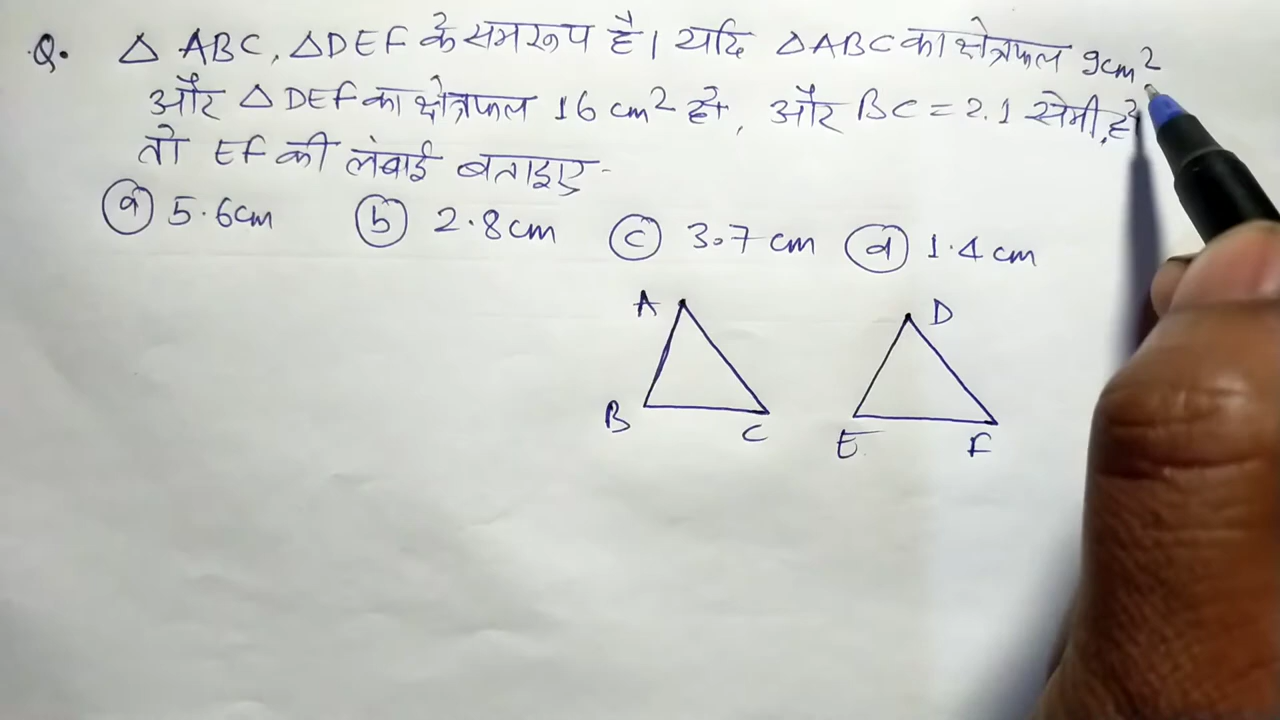 Q. △ ABC, △DEF के समरूप है। यदि △ABC का क्षेत्रफल 9cm²
और △ DEF का क्षेत्रफल 16 cm² हो, और BC = 2.1 सेमी, है
तो EF की लंबाई बताइए-
(a) 5.6cm (b) 2.8cm (c) 3.7 cm (d) 1.4 cm
A D
B C E F